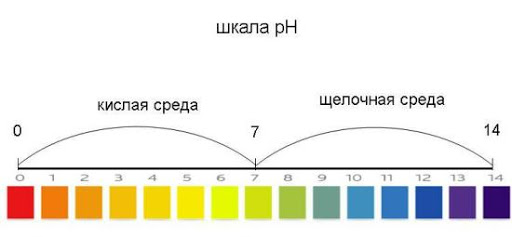 шкала pH
кислая среда
щелочная среда
0 7 14
0 1 2 3 4 5 6 7 8 9 10 11 12 13 14